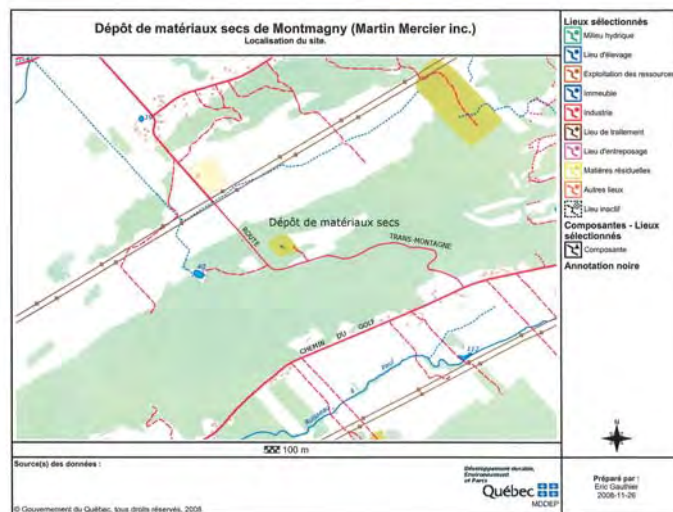 Dépôt de matériaux secs de Montmagny (Martin Mercier inc.)
Localisation du site.
Dépôt de matériaux secs
ROUTE
TRANS-MONTAGNE
CHEMIN DU GOLF
100 m
Source(s) des données :
© Gouvernement du Québec, tous droits réservés, 2008
Développement durable,
Environnement
et Parcs
Québec
MDDEP
Lieux sélectionnés
Milieu hydrique
Lieu d'élevage
Exploitation des ressources
Immeuble
Industrie
Lieu de traitement
Lieu d'entreposage
Matières résiduelles
Autres lieux
Lieu inactif
Composantes - Lieux
sélectionnés
Composante
Annotation noire
N
Préparé par :
Eric Gauthier
2008-11-26